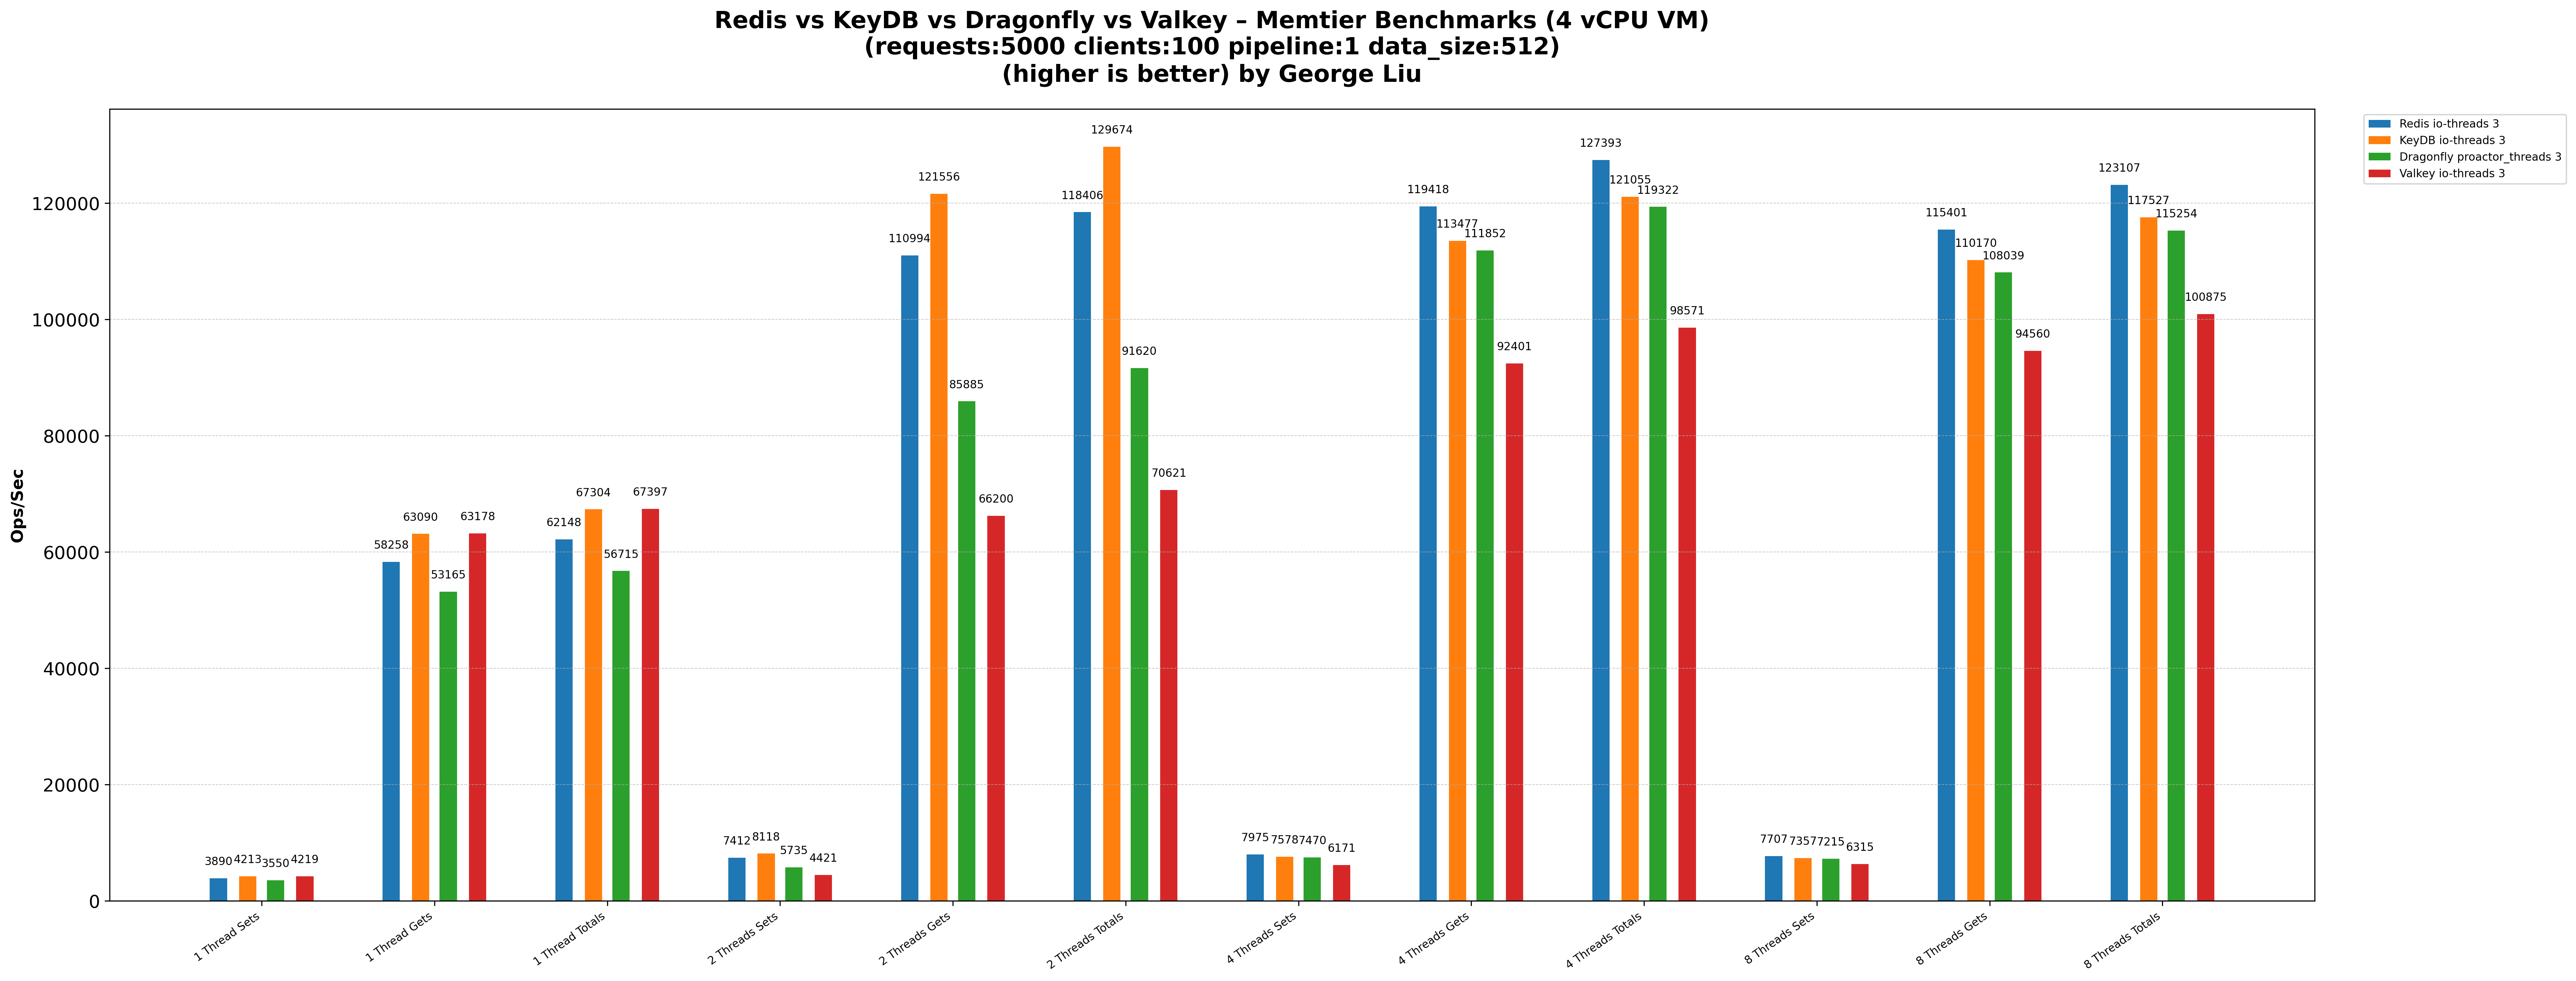 Redis vs KeyDB vs Dragonfly vs Valkey – Memtier Benchmarks (4 vCPU VM)
(requests:5000 clients:100 pipeline:1 data_size:512)
(higher is better) by George Liu
Redis io-threads 3
KeyDB io-threads 3
Dragonfly proactor_threads 3
Valkey io-threads 3
Ops/Sec
120000
100000
80000
60000
40000
20000
0
3890 4213 3550 4219
58258 63090 53165 63178
62148 67304 56715 67397
7412 8118 5735 4421
110994 121556 85885 66200
118406 129674 91620 70621
7975 7578 7470 6171
119418 113477 111852 92401
127393 121055 119322 98571
7707 7357 7215 6315
115401 110170 108039 94560
123107 117527 115254 100875
1 Thread Sets
1 Thread Gets
1 Thread Totals
2 Threads Sets
2 Threads Gets
2 Threads Totals
4 Threads Sets
4 Threads Gets
4 Threads Totals
8 Threads Sets
8 Threads Gets
8 Threads Totals